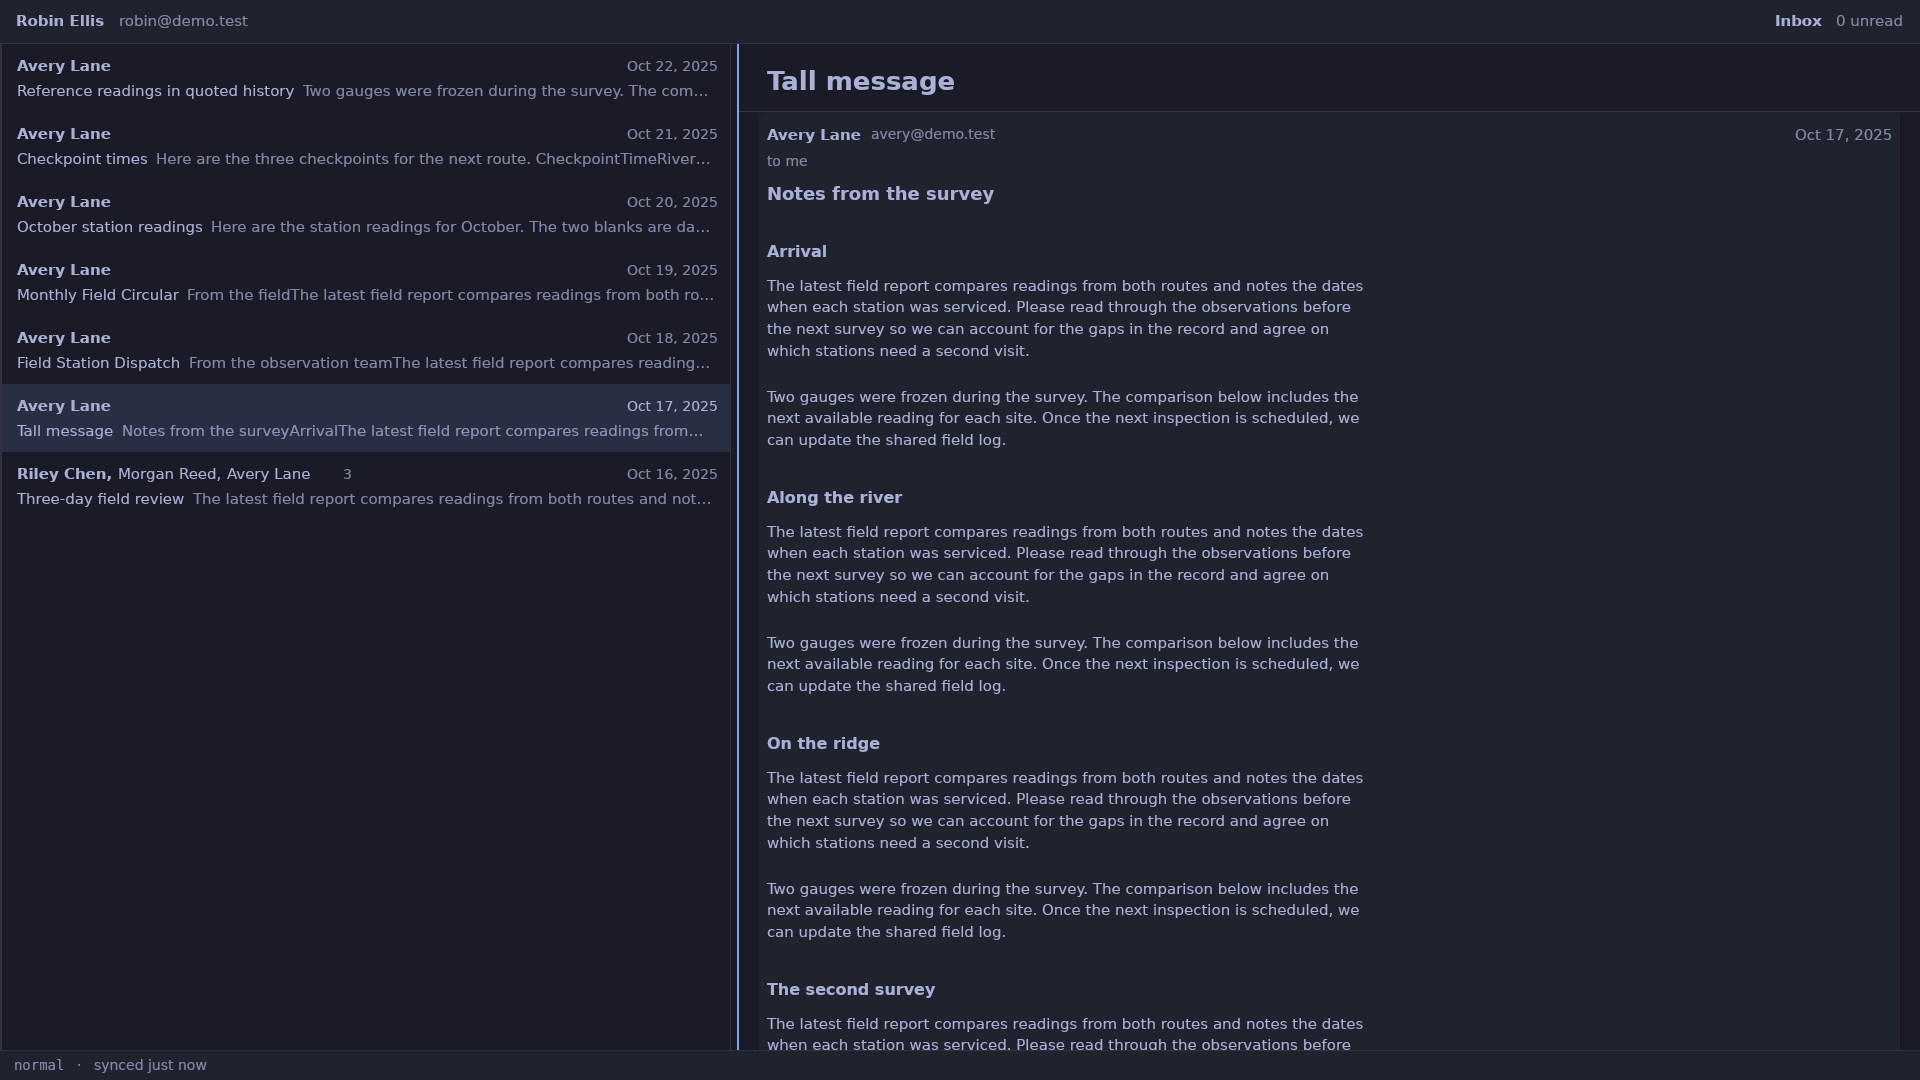 Robin Ellis robin@demo.test
Inbox 0 unread
Avery Lane Oct 22, 2025
Reference readings in quoted history Two gauges were frozen during the survey. The com…
Avery Lane Oct 21, 2025
Checkpoint times Here are the three checkpoints for the next route. CheckpointTimeRiver…
Avery Lane Oct 20, 2025
October station readings Here are the station readings for October. The two blanks are da…
Avery Lane Oct 19, 2025
Monthly Field Circular From the fieldThe latest field report compares readings from both ro…
Avery Lane Oct 18, 2025
Field Station Dispatch From the observation teamThe latest field report compares reading…
Avery Lane Oct 17, 2025
Tall message Notes from the surveyArrivalThe latest field report compares readings from…
Riley Chen, Morgan Reed, Avery Lane 3 Oct 16, 2025
Three-day field review The latest field report compares readings from both routes and not…
Tall message
Avery Lane avery@demo.test Oct 17, 2025
to me
Notes from the survey
Arrival
The latest field report compares readings from both routes and notes the dates
when each station was serviced. Please read through the observations before
the next survey so we can account for the gaps in the record and agree on
which stations need a second visit.
Two gauges were frozen during the survey. The comparison below includes the
next available reading for each site. Once the next inspection is scheduled, we
can update the shared field log.
Along the river
The latest field report compares readings from both routes and notes the dates
when each station was serviced. Please read through the observations before
the next survey so we can account for the gaps in the record and agree on
which stations need a second visit.
Two gauges were frozen during the survey. The comparison below includes the
next available reading for each site. Once the next inspection is scheduled, we
can update the shared field log.
On the ridge
The latest field report compares readings from both routes and notes the dates
when each station was serviced. Please read through the observations before
the next survey so we can account for the gaps in the record and agree on
which stations need a second visit.
Two gauges were frozen during the survey. The comparison below includes the
next available reading for each site. Once the next inspection is scheduled, we
can update the shared field log.
The second survey
The latest field report compares readings from both routes and notes the dates
when each station was serviced. Please read through the observations before
normal · synced just now